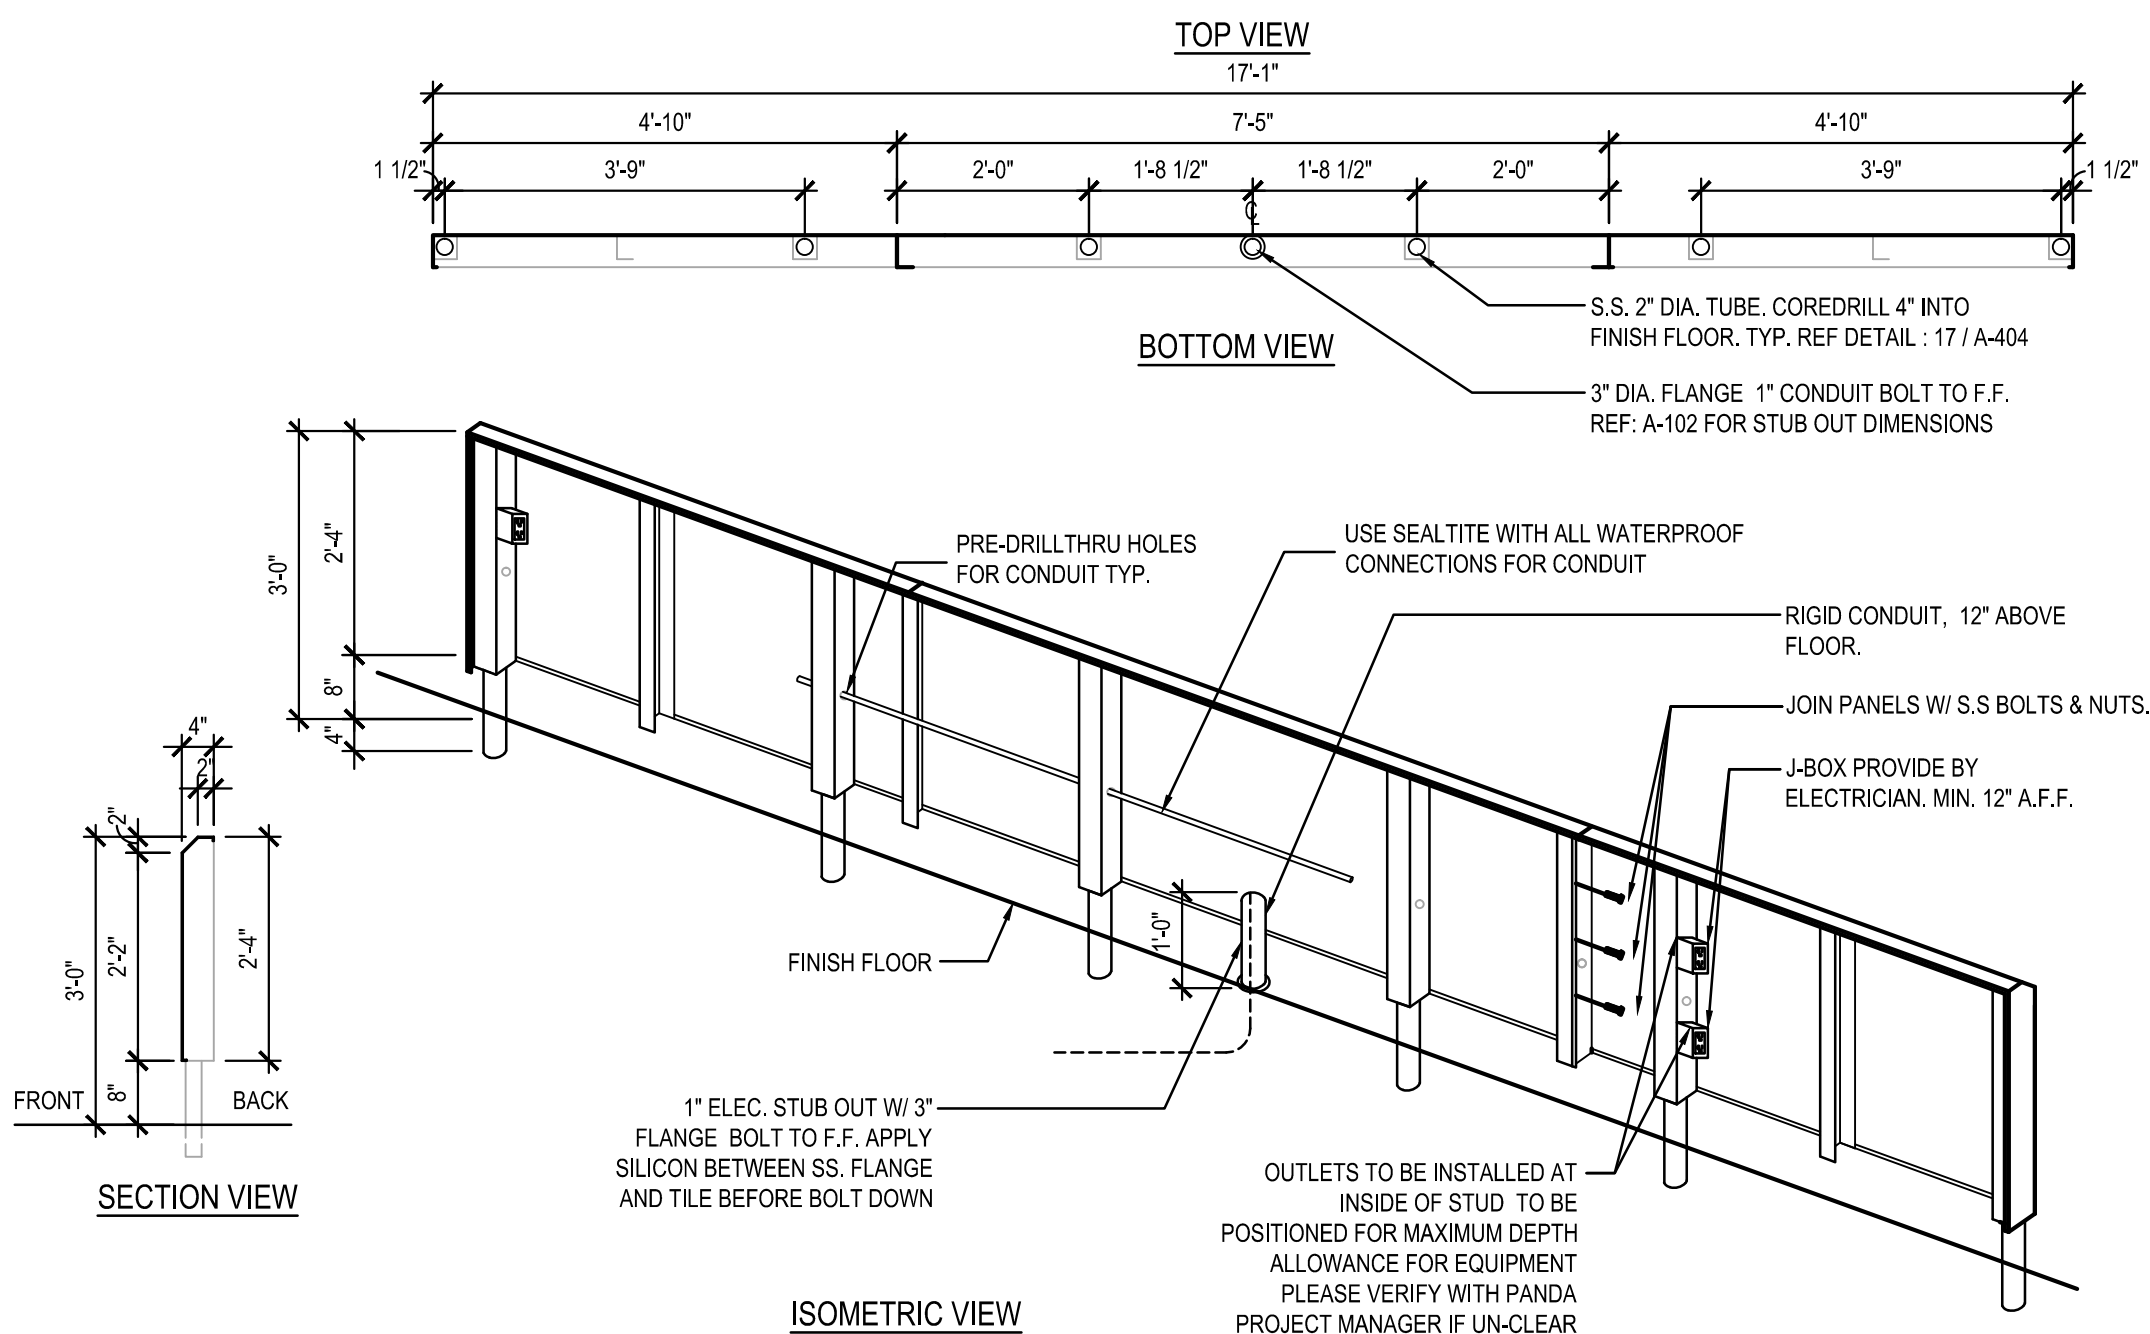 TOP VIEW
17'-1"
4'-10"
7'-5"
4'-10"
1 1/2"
3'-9"
2'-0"
1'-8 1/2"
1'-8 1/2"
2'-0"
3'-9"
1 1/2"
℄
S.S. 2" DIA. TUBE. COREDRILL 4" INTO
FINISH FLOOR. TYP. REF DETAIL : 17 / A-404
BOTTOM VIEW
3" DIA. FLANGE 1" CONDUIT BOLT TO F.F.
REF: A-102 FOR STUB OUT DIMENSIONS
3'-0"
2'-4"
8"
4"
PRE-DRILLTHRU HOLES
FOR CONDUIT TYP.
USE SEALTITE WITH ALL WATERPROOF
CONNECTIONS FOR CONDUIT
RIGID CONDUIT, 12" ABOVE
FLOOR.
JOIN PANELS W/ S.S BOLTS & NUTS.
J-BOX PROVIDE BY
ELECTRICIAN. MIN. 12" A.F.F.
4"
2"
2"
3'-0"
2'-2"
2'-4"
8"
FRONT
BACK
SECTION VIEW
FINISH FLOOR
1'-0"
1" ELEC. STUB OUT W/ 3"
FLANGE BOLT TO F.F. APPLY
SILICON BETWEEN SS. FLANGE
AND TILE BEFORE BOLT DOWN
OUTLETS TO BE INSTALLED AT
INSIDE OF STUD TO BE
POSITIONED FOR MAXIMUM DEPTH
ALLOWANCE FOR EQUIPMENT
PLEASE VERIFY WITH PANDA
PROJECT MANAGER IF UN-CLEAR
ISOMETRIC VIEW